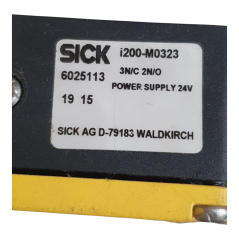 SICK i200-M0323
6025113 3N/C 2N/O
POWER SUPPLY 24V
19 15
SICK AG D-79183 WALDKIRCH